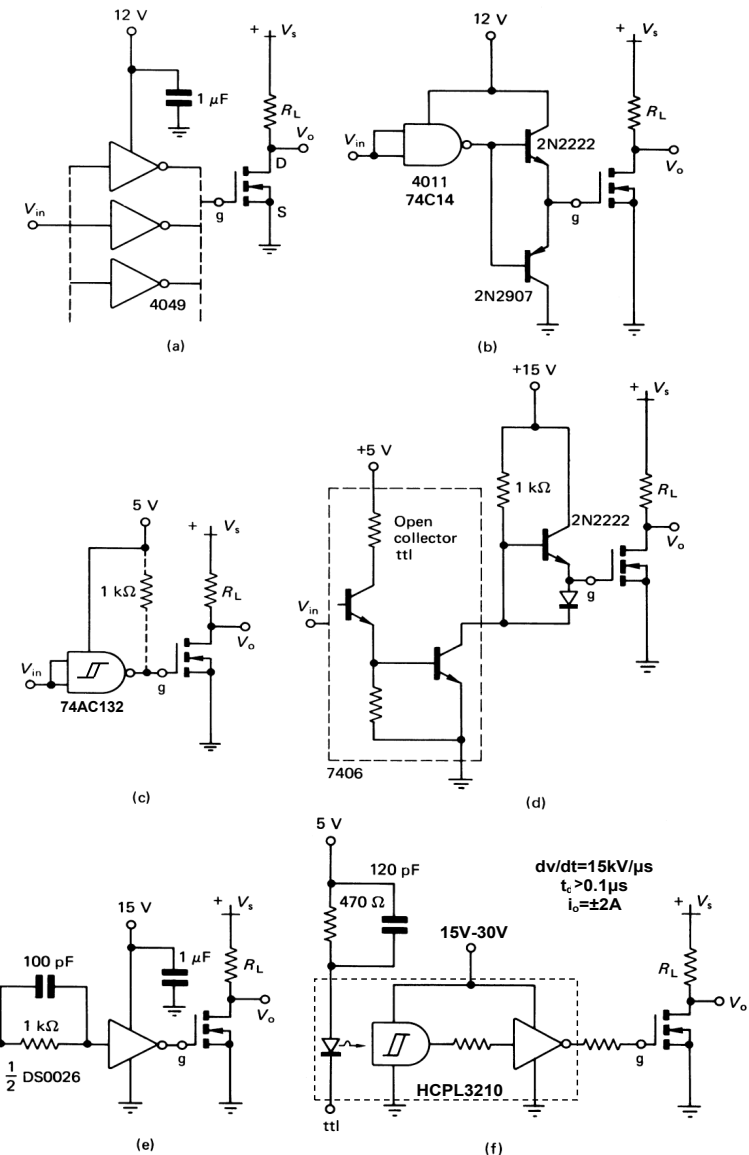 12 V
+ Vs
1 μF
RL
Vo
D
S
g
Vin
4049
(a)
12 V
+ Vs
RL
Vin
2N2222
Vo
4011
74C14
g
2N2907
(b)
5 V
+ Vs
1 kΩ
RL
Vo
Vin
g
74AC132
(c)
+15 V
+ Vs
+5 V
1 kΩ
RL
Open
collector
ttl
2N2222
Vo
g
Vin
7406
(d)
15 V
+ Vs
100 pF
1 μF
RL
1 kΩ
Vo
g
1/2 DS0026
(e)
5 V
120 pF
470 Ω
dv/dt=15kV/μs
tc>0.1μs
io=±2A
15V-30V
+ Vs
RL
Vo
g
HCPL3210
ttl
(f)